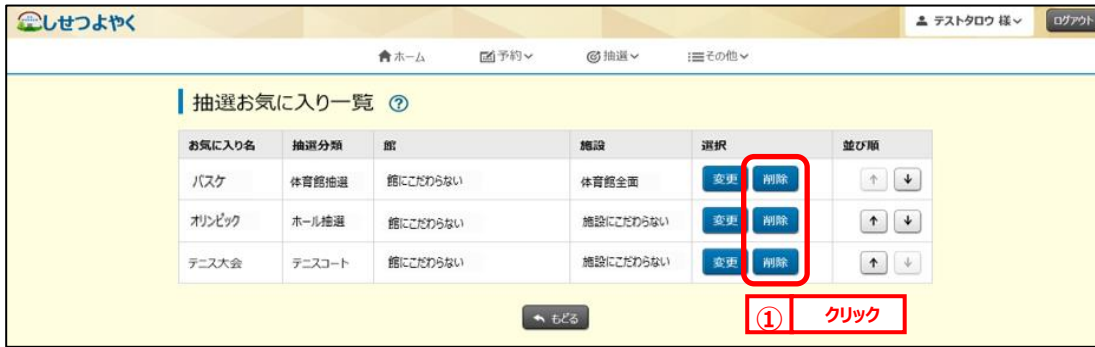 しせつよやく
テストタロウ 様
ログアウト
ホーム 予約 抽選 その他
抽選お気に入り一覧 ?
お気に入り名 抽選分類 館 施設 選択 並び順
バスケ 体育館抽選 館にこだわらない 体育館全面 変更 削除 ↑ ↓
オリンピック ホール抽選 館にこだわらない 施設にこだわらない 変更 削除 ↑ ↓
テニス大会 テニスコート 館にこだわらない 施設にこだわらない 変更 削除 ↑ ↓
もどる
① クリック